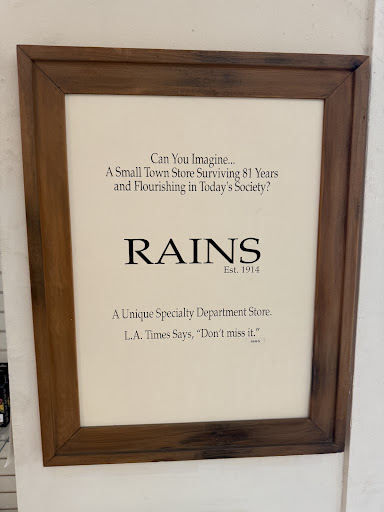 Can You Imagine...
A Small Town Store Surviving 81 Years
and Flourishing in Today's Society?
RAINS
Est. 1914
A Unique Specialty Department Store.
L.A. Times Says, “Don't miss it.”